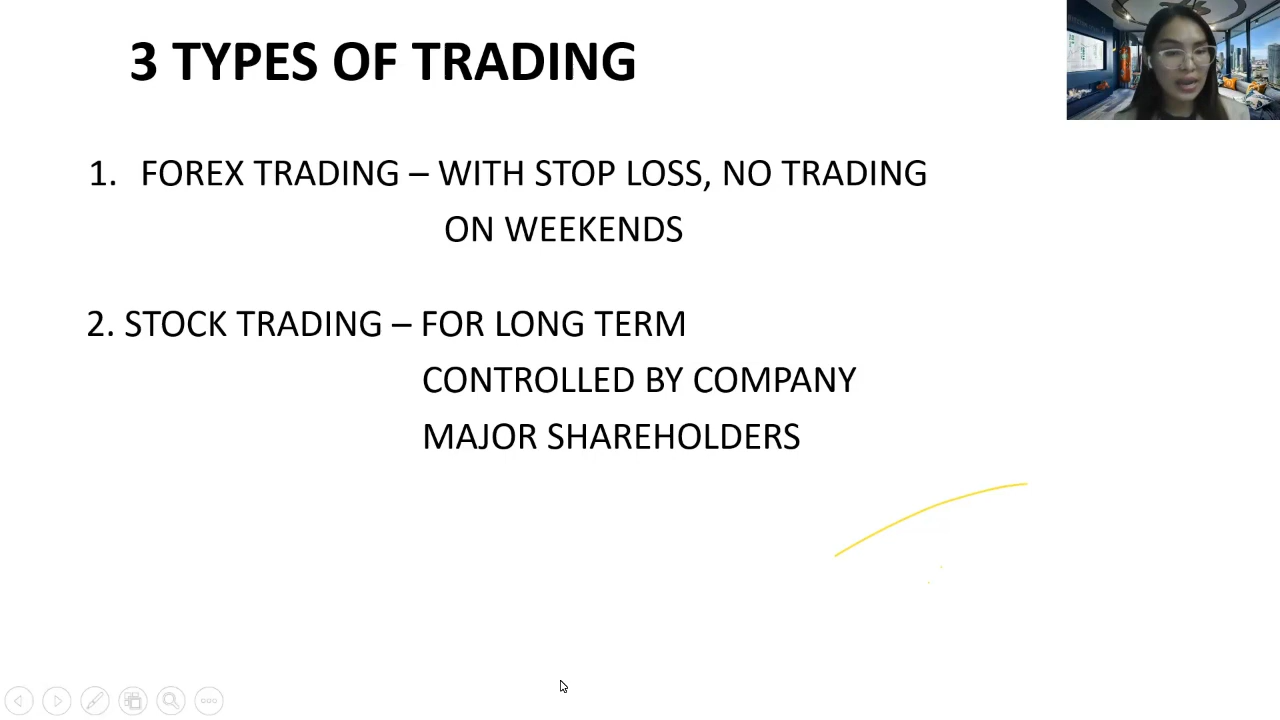 3 TYPES OF TRADING
1. FOREX TRADING – WITH STOP LOSS, NO TRADING
ON WEEKENDS
2. STOCK TRADING – FOR LONG TERM
CONTROLLED BY COMPANY
MAJOR SHAREHOLDERS